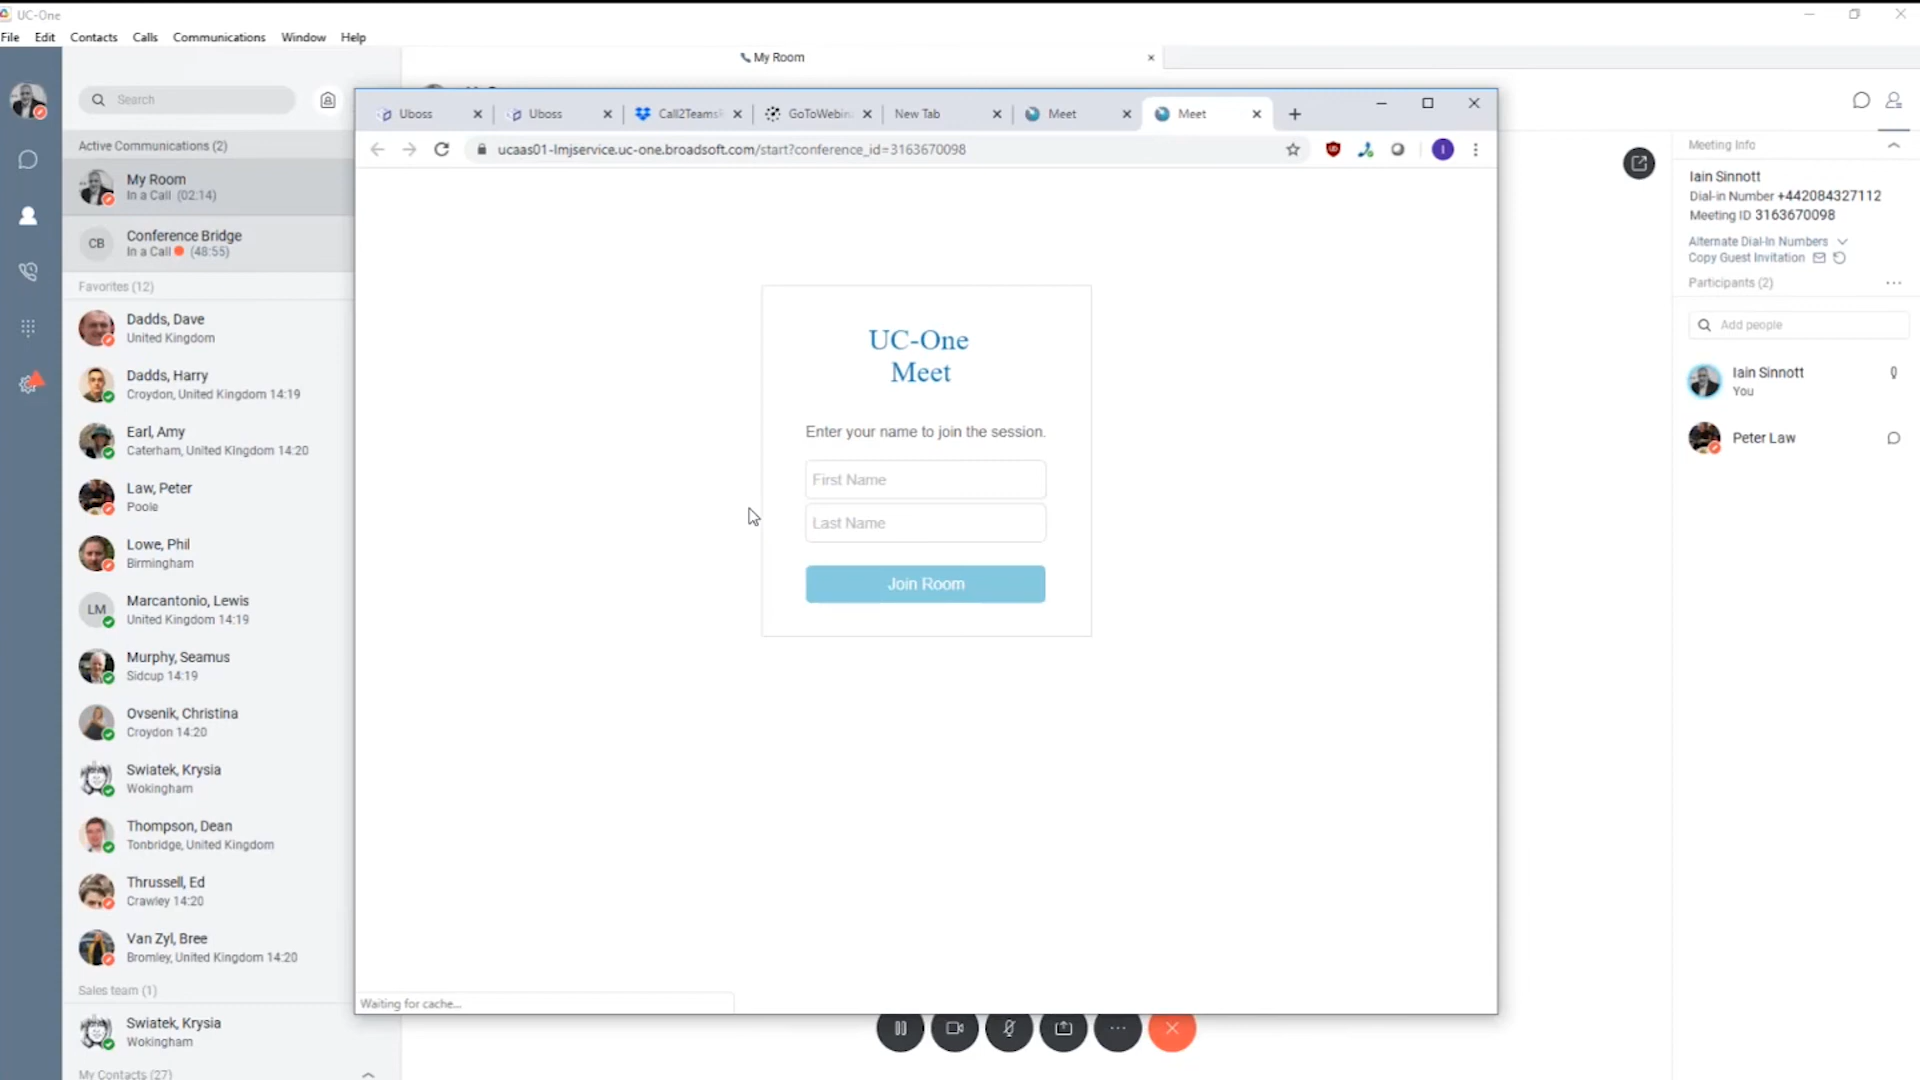 UC-One
File Edit Contacts Calls Communications Window Help
My Room
Search
Active Communications (2)
My Room
In a Call (02:14)
CB
Conference Bridge
In a Call (48:55)
Favorites (12)
Dadds, Dave
United Kingdom
Dadds, Harry
Croydon, United Kingdom 14:19
Earl, Amy
Caterham, United Kingdom 14:20
Law, Peter
Poole
Lowe, Phil
Birmingham
LM
Marcantonio, Lewis
United Kingdom 14:19
Murphy, Seamus
Sidcup 14:19
Ovsenik, Christina
Croydon 14:20
Swiatek, Krysia
Wokingham
Thompson, Dean
Tonbridge, United Kingdom
Thrussell, Ed
Crawley 14:20
Van Zyl, Bree
Bromley, United Kingdom 14:20
Sales team (1)
Swiatek, Krysia
Wokingham
My Contacts (27)
Uboss Uboss Call2Teams GoToWebin New Tab Meet Meet
ucaas01-lmjservice.uc-one.broadsoft.com/start?conference_id=3163670098
UC-One
Meet
Enter your name to join the session.
First Name
Last Name
Join Room
Waiting for cache...
Meeting Info
Iain Sinnott
Dial-in Number +442084327112
Meeting ID 3163670098
Alternate Dial-In Numbers
Copy Guest Invitation
Participants (2)
Add people
Iain Sinnott
You
Peter Law